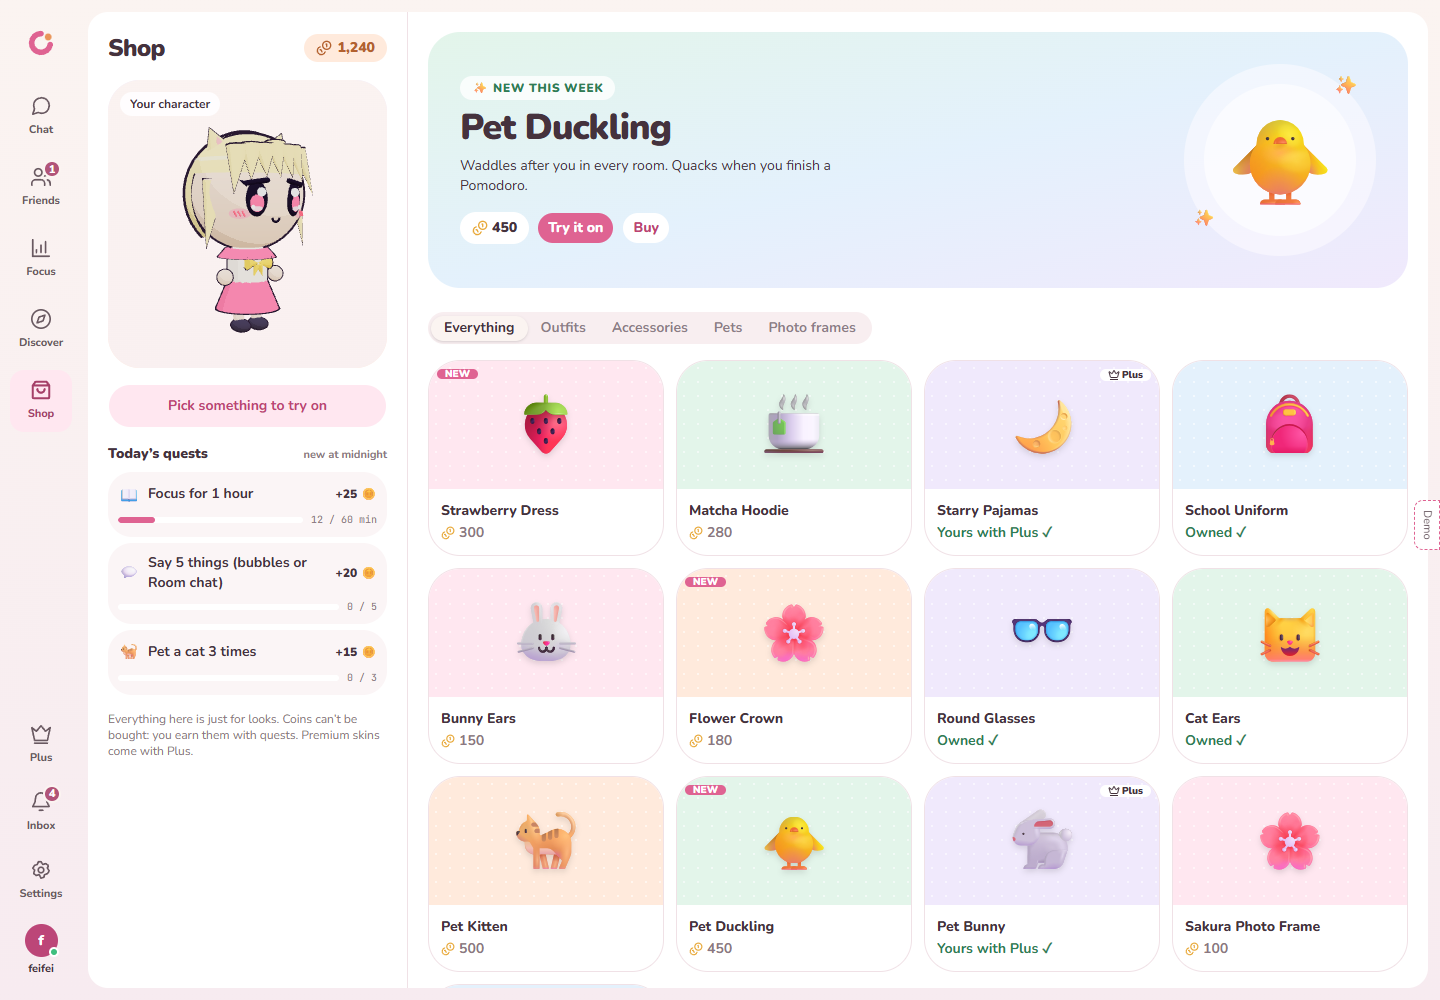 Chat
Friends
1
Focus
Discover
Shop
Plus
Inbox
4
Settings
f
feifei
Shop
1,240
Your character
Pick something to try on
Today's quests
new at midnight
Focus for 1 hour
+25
12 / 60 min
Say 5 things (bubbles or
Room chat)
+20
0 / 5
Pet a cat 3 times
+15
0 / 3
Everything here is just for looks. Coins can't be
bought: you earn them with quests. Premium skins
come with Plus.
NEW THIS WEEK
Pet Duckling
Waddles after you in every room. Quacks when you finish a
Pomodoro.
450
Try it on
Buy
Everything
Outfits
Accessories
Pets
Photo frames
NEW
Strawberry Dress
300
Matcha Hoodie
280
Plus
Starry Pajamas
Yours with Plus ✓
School Uniform
Owned ✓
Bunny Ears
150
NEW
Flower Crown
180
Round Glasses
Owned ✓
Cat Ears
Owned ✓
Pet Kitten
500
NEW
Pet Duckling
450
Plus
Pet Bunny
Yours with Plus ✓
Sakura Photo Frame
100
Demo